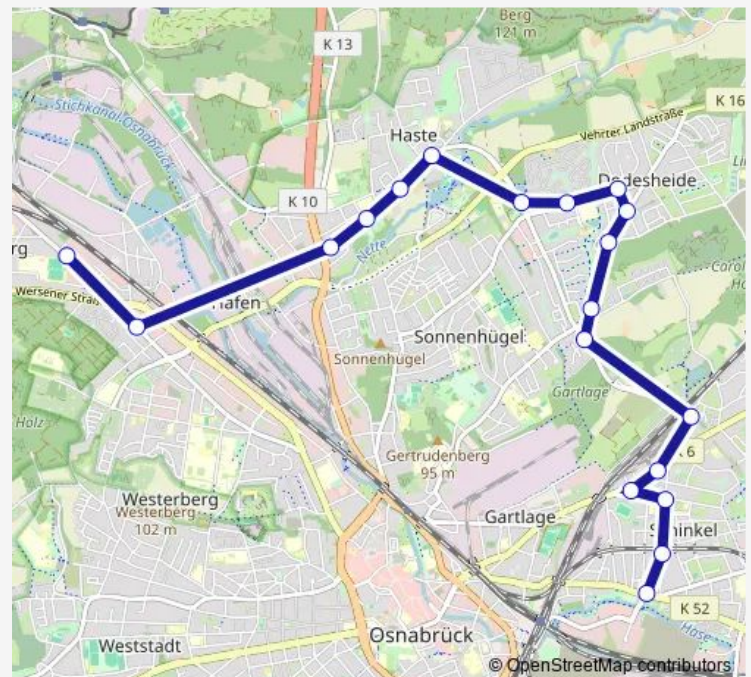 Berg
121 m
K 13
K 16
Stichkanal Osnabrück
Vehrter Landstraße
Haste
Dodesheide
K 10
Nette
rg
Wersener Straß
Hafen
Sonnenhügel
Sonnenhügel
Gartlage
Holz
Gertrudenberg
95 m
K 6
Westerberg
Westerberg
102 m
Gartlage
Schinkel
K 52
Hase
Osnabrück
Weststadt
© OpenStreetMap contributors